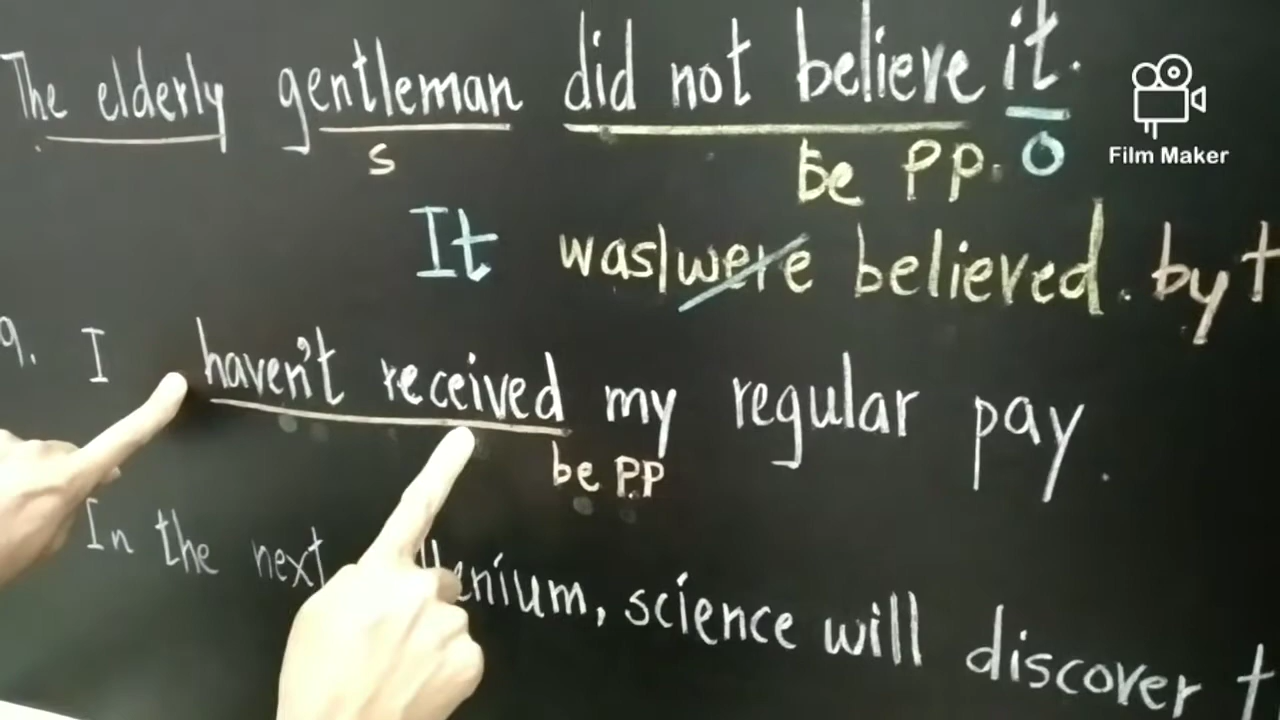 The elderly gentleman did not believe it.
s be PP. O
Film Maker
It was/were believed. by
9. I haven't received my regular pay.
be PP
In the next science will discover